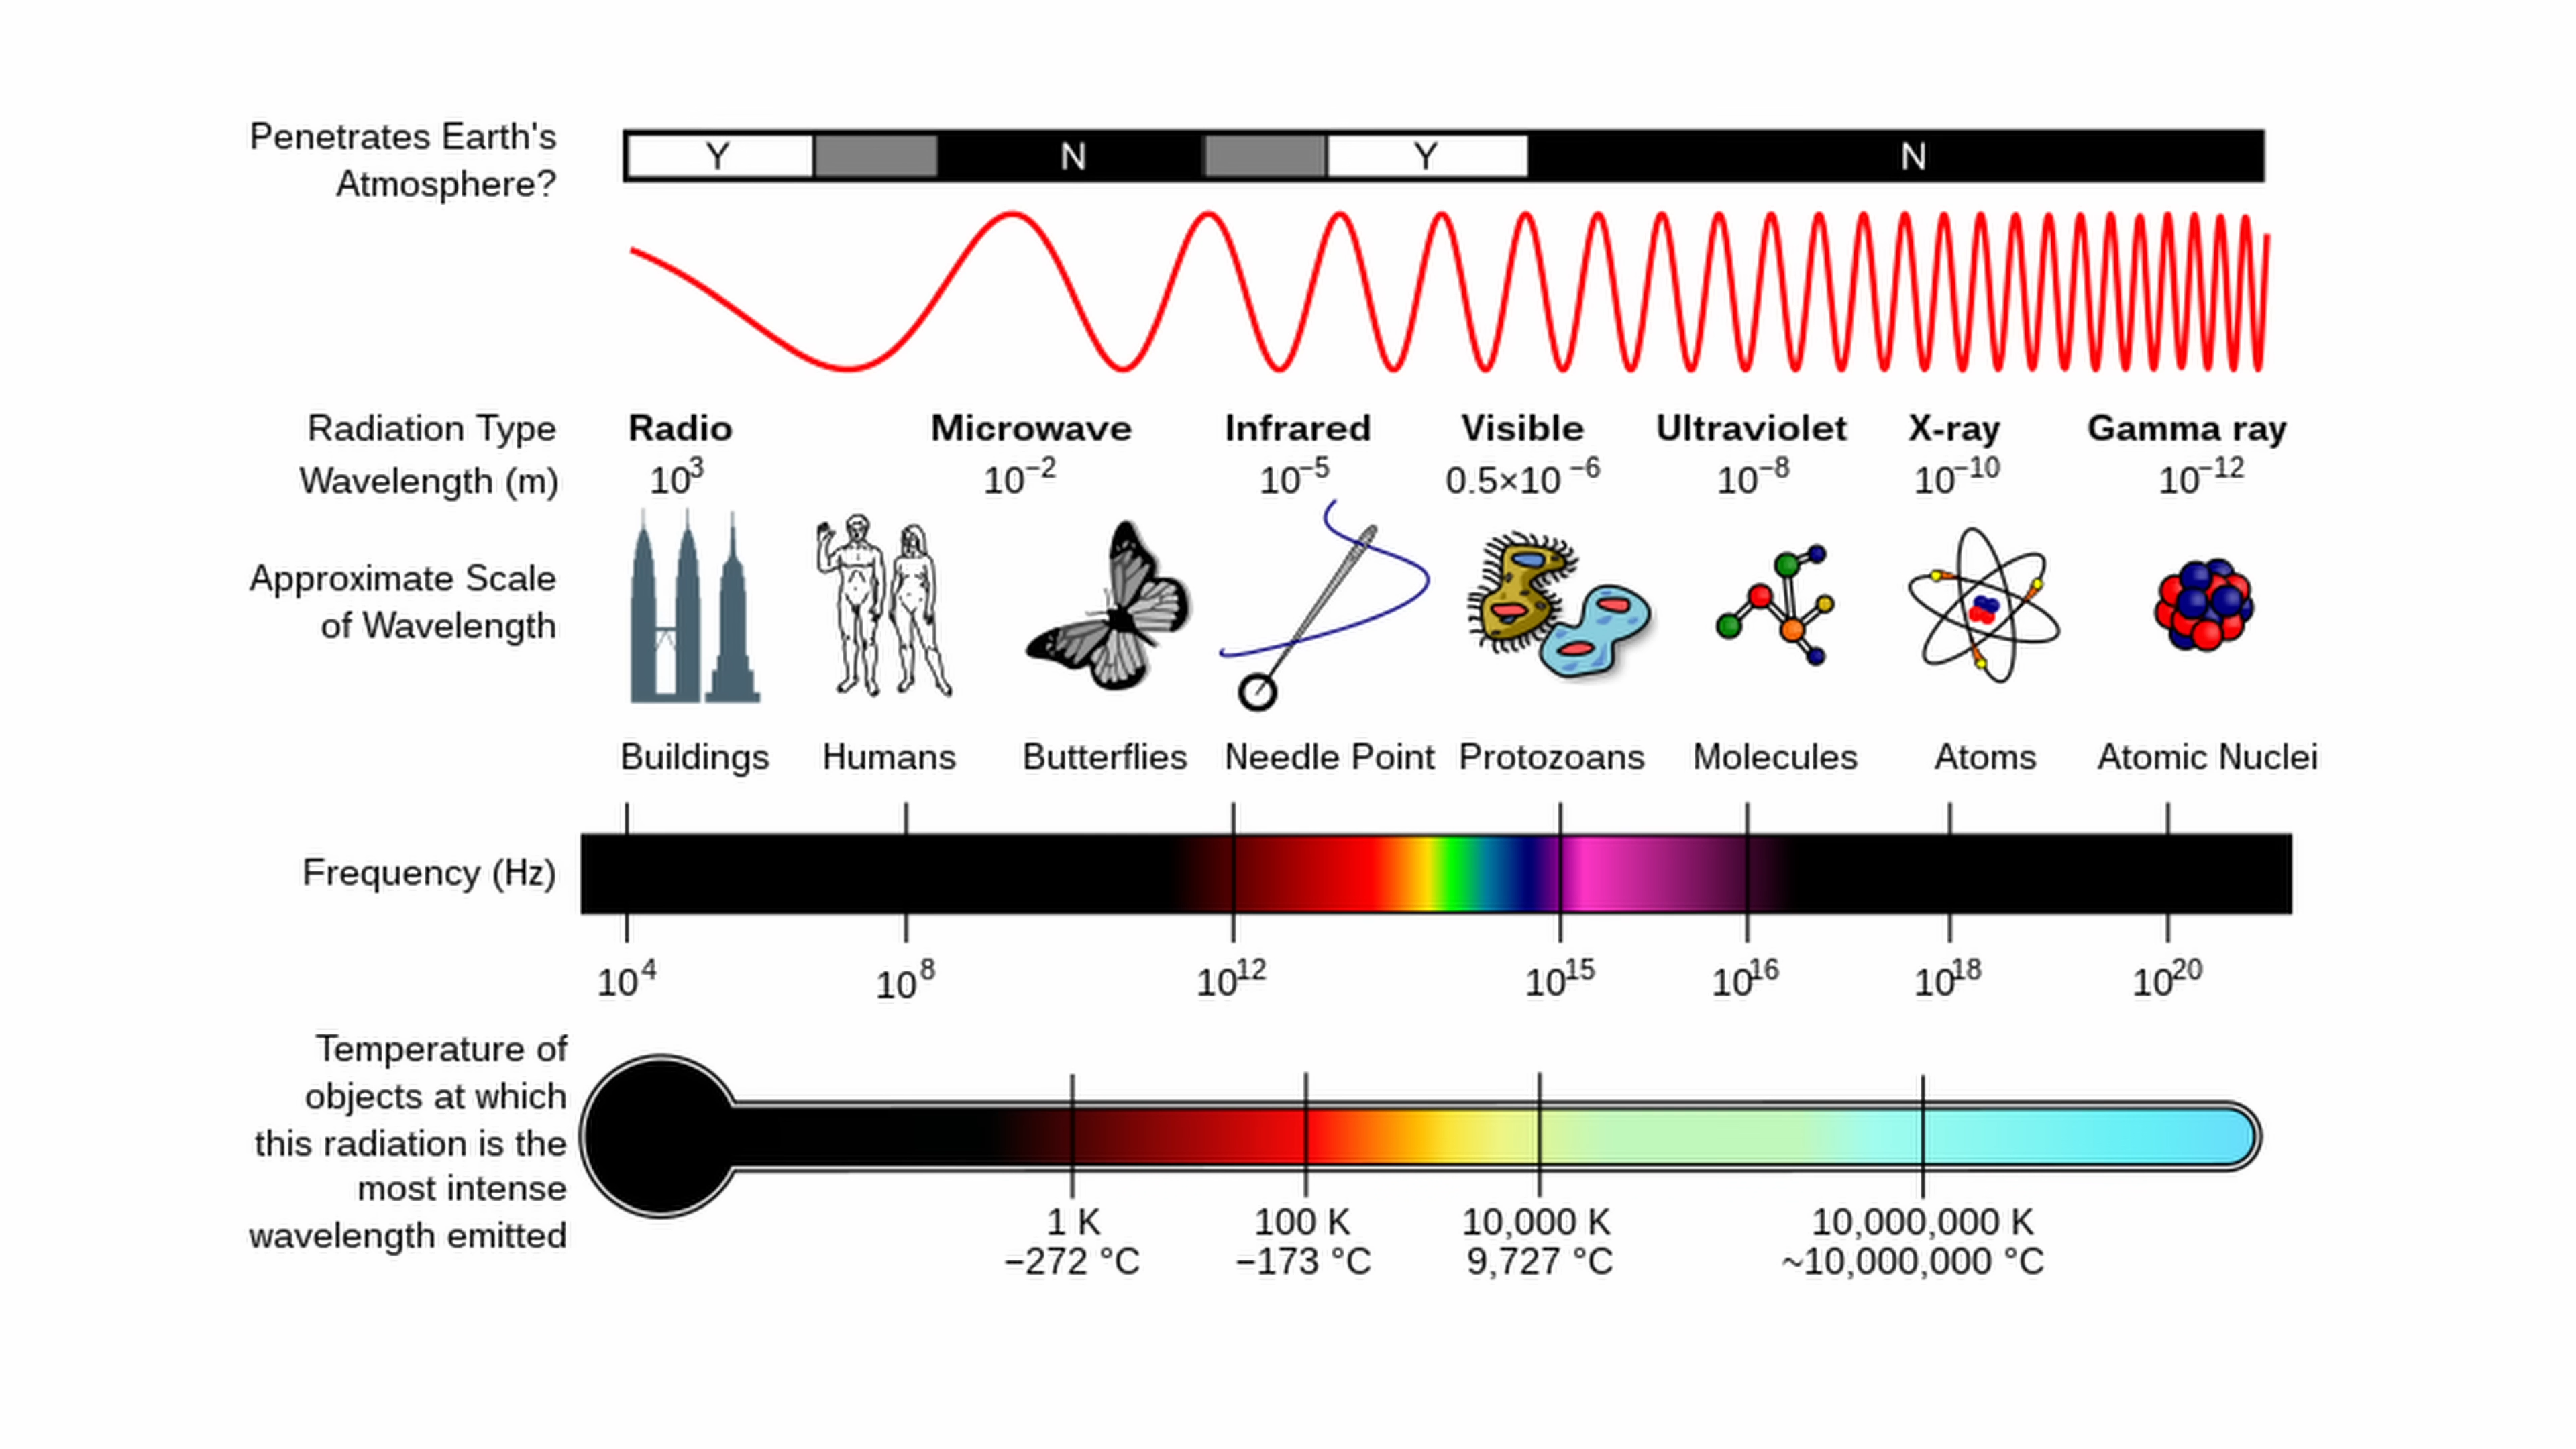 Penetrates Earth's
Atmosphere?
Y N Y N
Radiation Type Radio Microwave Infrared Visible Ultraviolet X-ray Gamma ray
Wavelength (m) 10³ 10⁻² 10⁻⁵ 0.5×10⁻⁶ 10⁻⁸ 10⁻¹⁰ 10⁻¹²
Approximate Scale
of Wavelength
Buildings Humans Butterflies Needle Point Protozoans Molecules Atoms Atomic Nuclei
Frequency (Hz)
10⁴ 10⁸ 10¹² 10¹⁵ 10¹⁶ 10¹⁸ 10²⁰
Temperature of
objects at which
this radiation is the
most intense
wavelength emitted
1 K 100 K 10,000 K 10,000,000 K
−272 °C −173 °C 9,727 °C ~10,000,000 °C